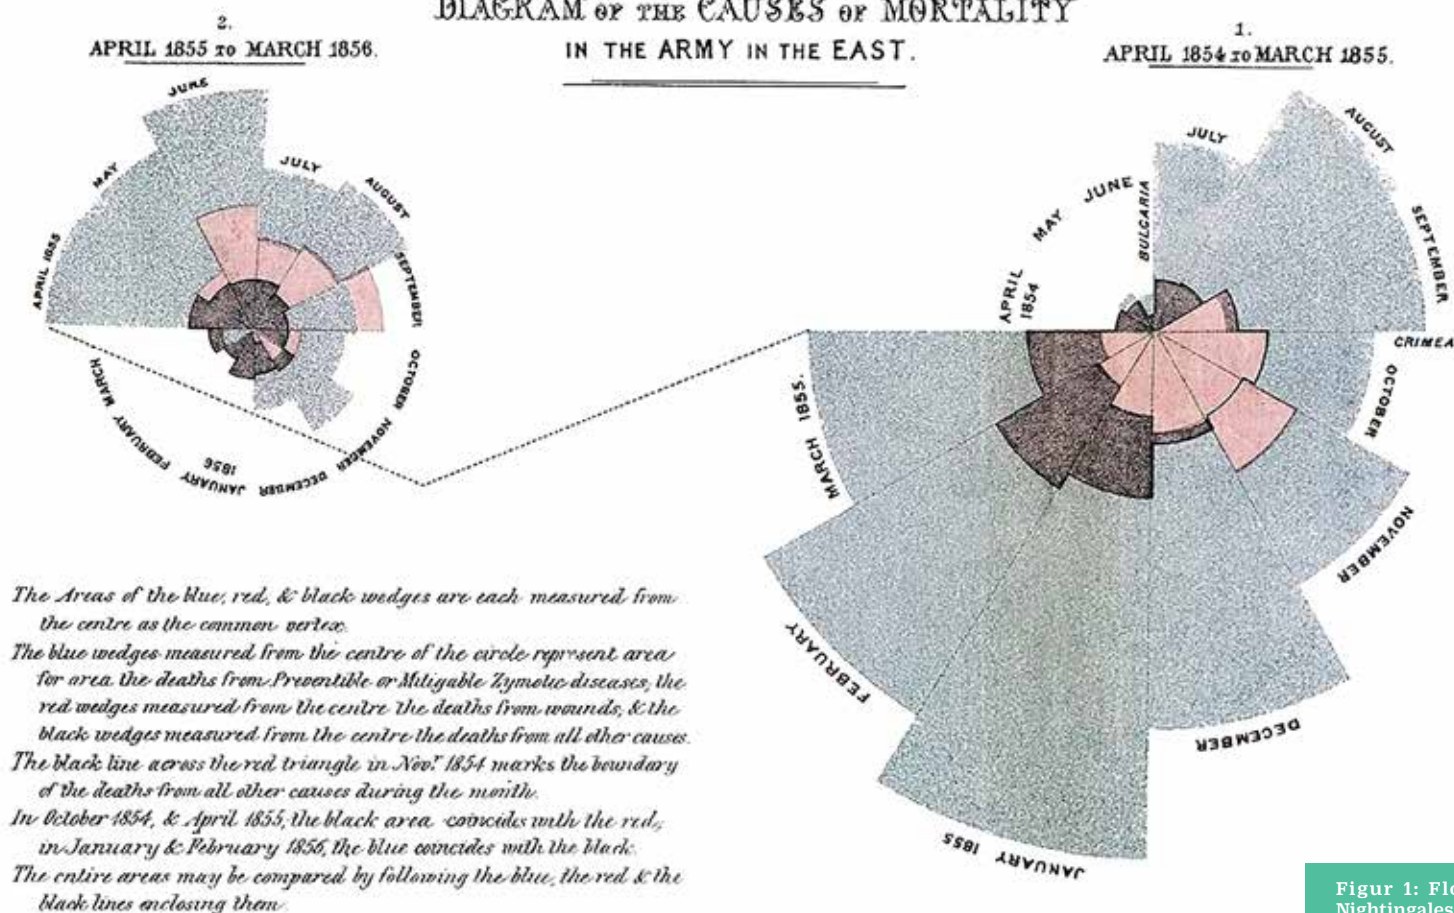 DIAGRAM OF THE CAUSES OF MORTALITY
IN THE ARMY IN THE EAST.
2.
APRIL 1855 TO MARCH 1856.
1.
APRIL 1854 TO MARCH 1855.
APRIL 1855
MAY
JUNE
JULY
AUGUST
SEPTEMBER
OCTOBER
NOVEMBER
DECEMBER
JANUARY 1856
FEBRUARY
MARCH
APRIL 1854
MAY
JUNE
BULGARIA
JULY
AUGUST
SEPTEMBER
CRIMEA
OCTOBER
NOVEMBER
DECEMBER
JANUARY 1855
FEBRUARY
MARCH 1855
The Areas of the blue, red, & black wedges are each measured from
the centre as the common vertex.
The blue wedges measured from the centre of the circle represent area
for area the deaths from Preventible or Mitigable Zymotic diseases, the
red wedges measured from the centre the deaths from wounds, & the
black wedges measured from the centre the deaths from all other causes.
The black line across the red triangle in Novr. 1854 marks the boundary
of the deaths from all other causes during the month.
In October 1854, & April 1855, the black area coincides with the red,
in January & February 1856, the blue coincides with the black.
The entire areas may be compared by following the blue, the red & the
black lines enclosing them.
Figur 1: Flo
Nightingales